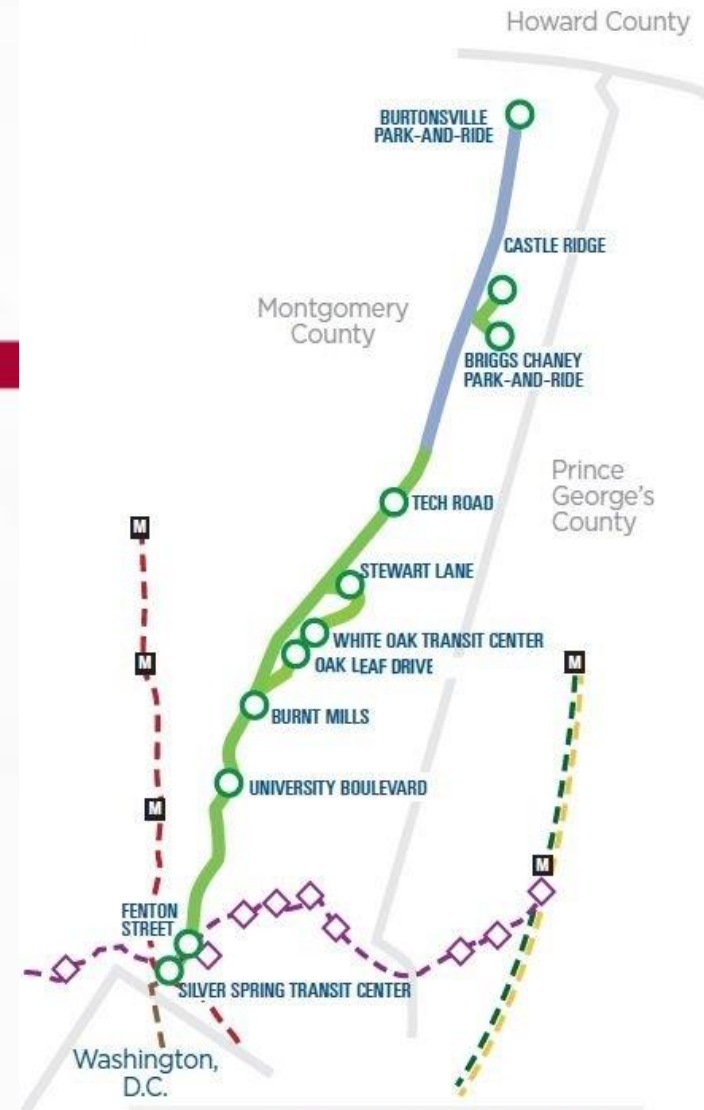 Howard County
BURTONSVILLE
PARK-AND-RIDE
CASTLE RIDGE
Montgomery
County
BRIGGS CHANEY
PARK-AND-RIDE
Prince
George's
County
TECH ROAD
M
STEWART LANE
WHITE OAK TRANSIT CENTER
M
M
OAK LEAF DRIVE
BURNT MILLS
UNIVERSITY BOULEVARD
M
M
FENTON
STREET
SILVER SPRING TRANSIT CENTER
Washington,
D.C.